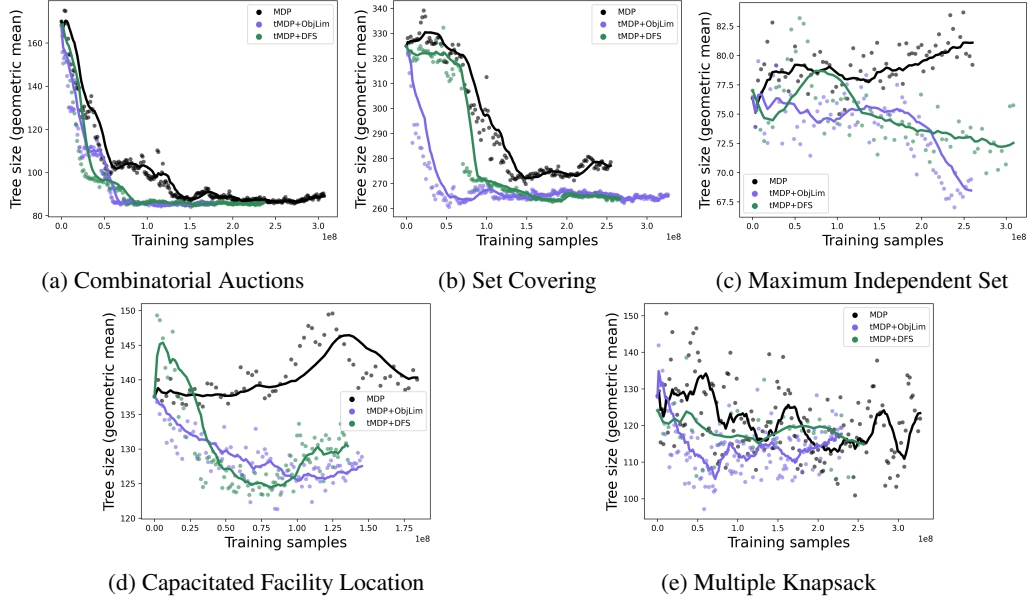 Tree size (geometric mean)
160
140
120
100
80
MDP
tMDP+ObjLim
tMDP+DFS
0.0 0.5 1.0 1.5 2.0 2.5 3.0
1e8
Training samples
(a) Combinatorial Auctions
Tree size (geometric mean)
340
330
320
310
300
290
280
270
260
MDP
tMDP+ObjLim
tMDP+DFS
0.0 0.5 1.0 1.5 2.0 2.5 3.0
1e8
Training samples
(b) Set Covering
Tree size (geometric mean)
82.5
80.0
77.5
75.0
72.5
70.0
67.5
MDP
tMDP+ObjLim
tMDP+DFS
0.0 0.5 1.0 1.5 2.0 2.5 3.0
1e8
Training samples
(c) Maximum Independent Set
Tree size (geometric mean)
150
145
140
135
130
125
120
MDP
tMDP+ObjLim
tMDP+DFS
0.00 0.25 0.50 0.75 1.00 1.25 1.50 1.75
1e8
Training samples
(d) Capacitated Facility Location
Tree size (geometric mean)
150
140
130
120
110
100
MDP
tMDP+ObjLim
tMDP+DFS
0.0 0.5 1.0 1.5 2.0 2.5 3.0
1e8
Training samples
(e) Multiple Knapsack